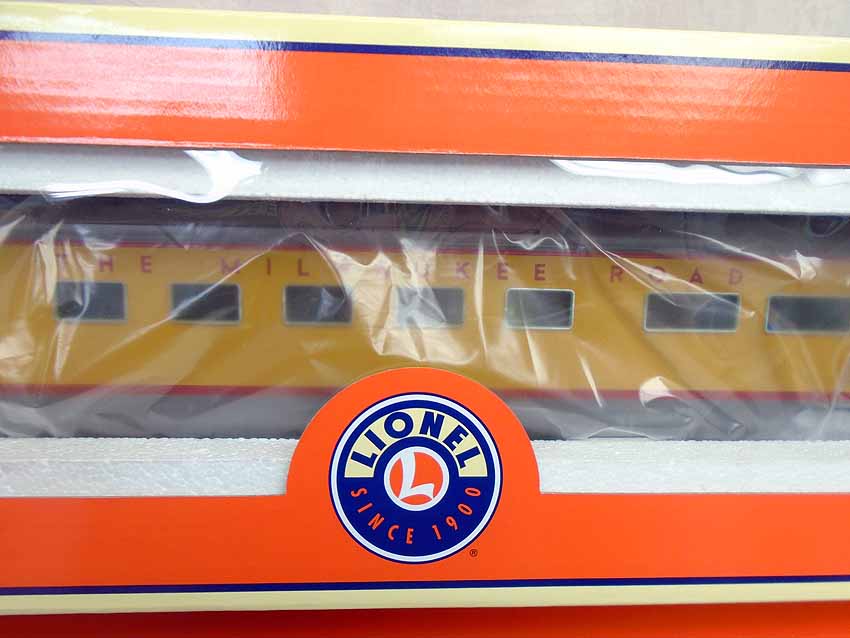 THE MILWAUKEE ROAD
LIONEL
L
SINCE 1900
®